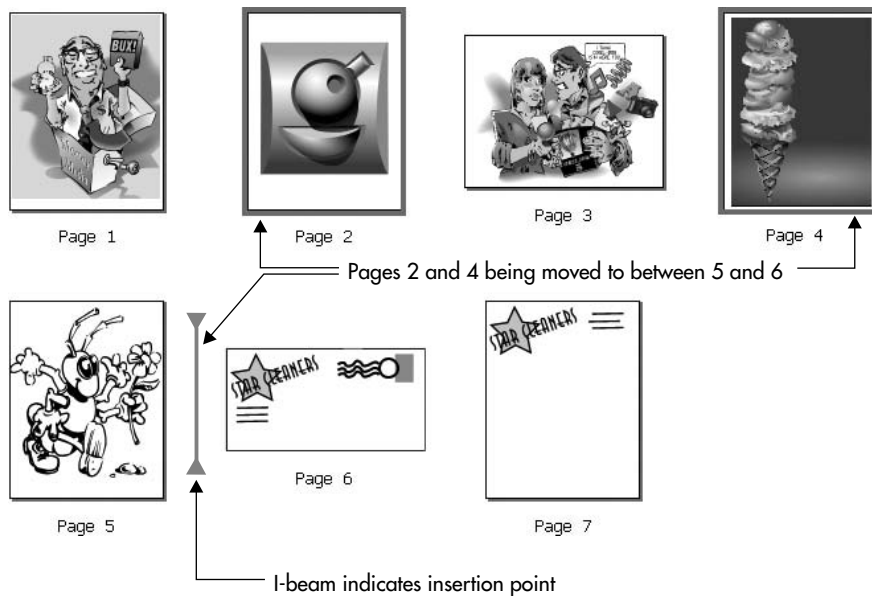 BUX!
Page 1
Page 2
Page 3
Page 4
Pages 2 and 4 being moved to between 5 and 6
STAR CLEANERS
STAR CLEANERS
Page 5
Page 6
Page 7
I-beam indicates insertion point